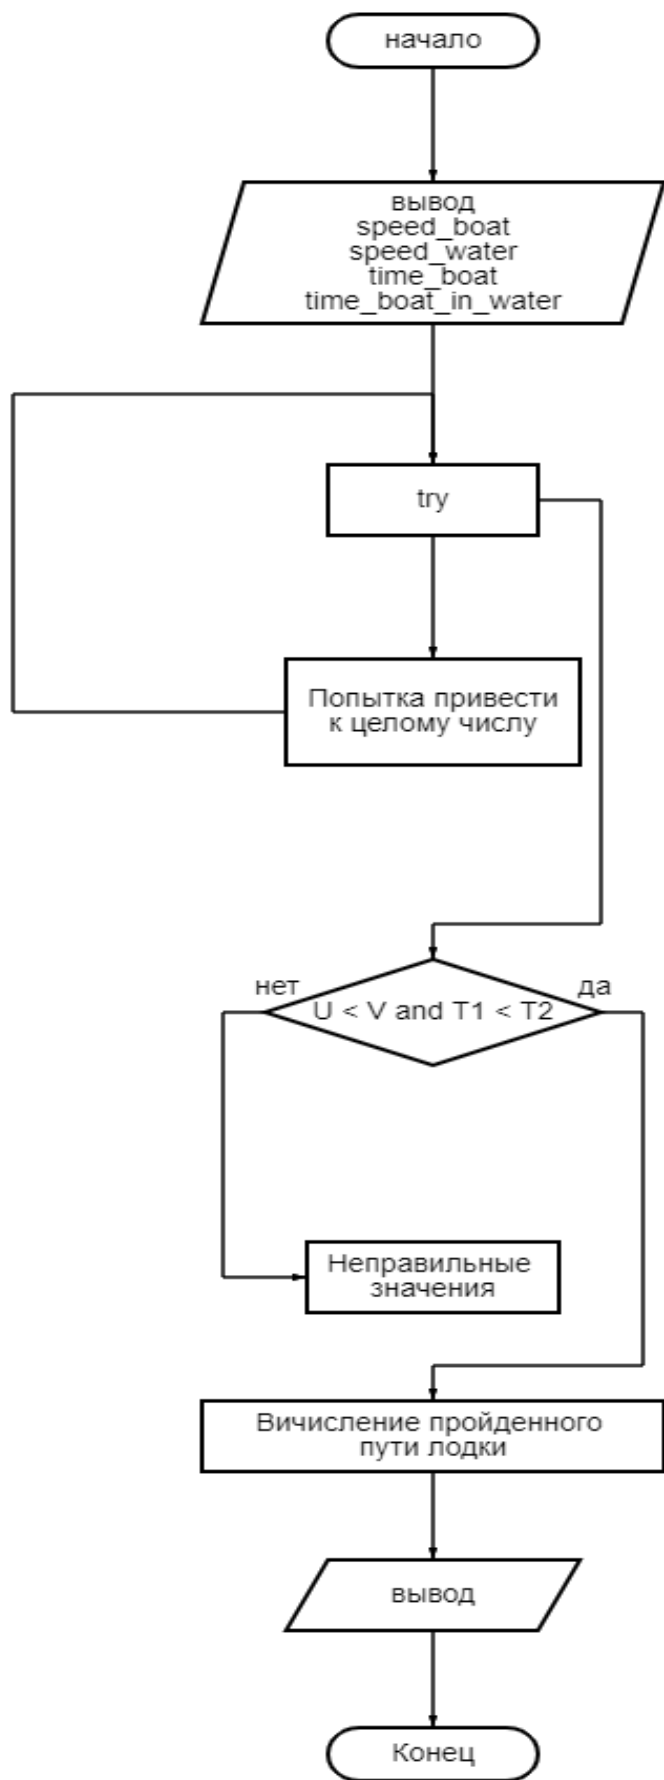 начало
вывод
speed_boat
speed_water
time_boat
time_boat_in_water
try
Попытка привести
к целому числу
нет
да
U < V and T1 < T2
Неправильные
значения
Вичисление пройденного
пути лодки
вывод
Конец